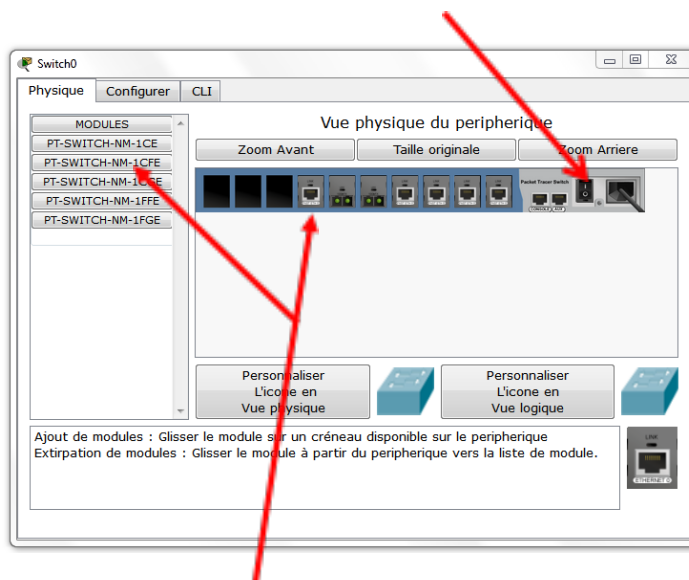 Switch0
Physique Configurer CLI
MODULES
PT-SWITCH-NM-1CE
PT-SWITCH-NM-1CFE
PT-SWITCH-NM-1CGE
PT-SWITCH-NM-1FFE
PT-SWITCH-NM-1FGE
Vue physique du peripherique
Zoom Avant Taille originale Zoom Arriere
Packet Tracer Switch
Personnaliser
L'icone en
Vue physique
Personnaliser
L'icone en
Vue logique
Ajout de modules : Glisser le module sur un créneau disponible sur le peripherique
Extirpation de modules : Glisser le module à partir du peripherique vers la liste de module.
LINK